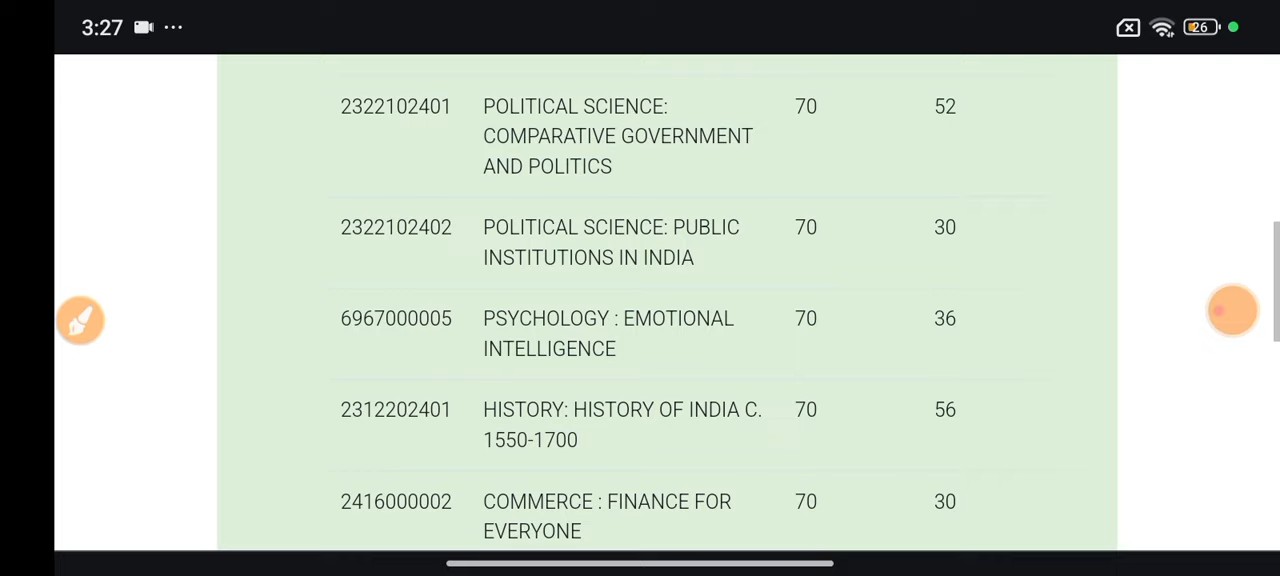 3:27 ...
26
2322102401 POLITICAL SCIENCE: 70 52
COMPARATIVE GOVERNMENT
AND POLITICS
2322102402 POLITICAL SCIENCE: PUBLIC 70 30
INSTITUTIONS IN INDIA
6967000005 PSYCHOLOGY : EMOTIONAL 70 36
INTELLIGENCE
2312202401 HISTORY: HISTORY OF INDIA C. 70 56
1550-1700
2416000002 COMMERCE : FINANCE FOR 70 30
EVERYONE